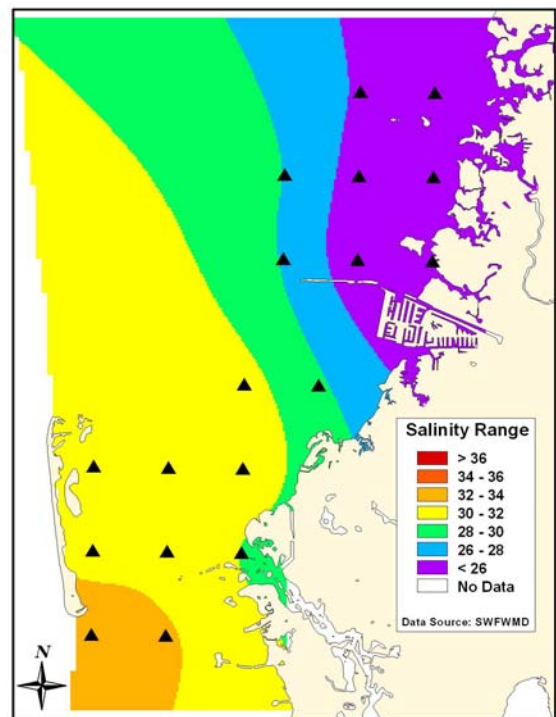 Salinity Range
> 36
34 - 36
32 - 34
30 - 32
28 - 30
26 - 28
< 26
No Data
Data Source: SWFWMD
N